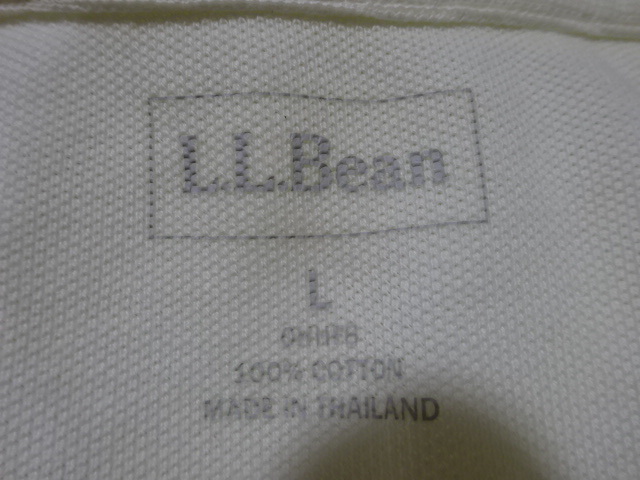 L.L.Bean
L
100% COTTON
MADE IN THAILAND